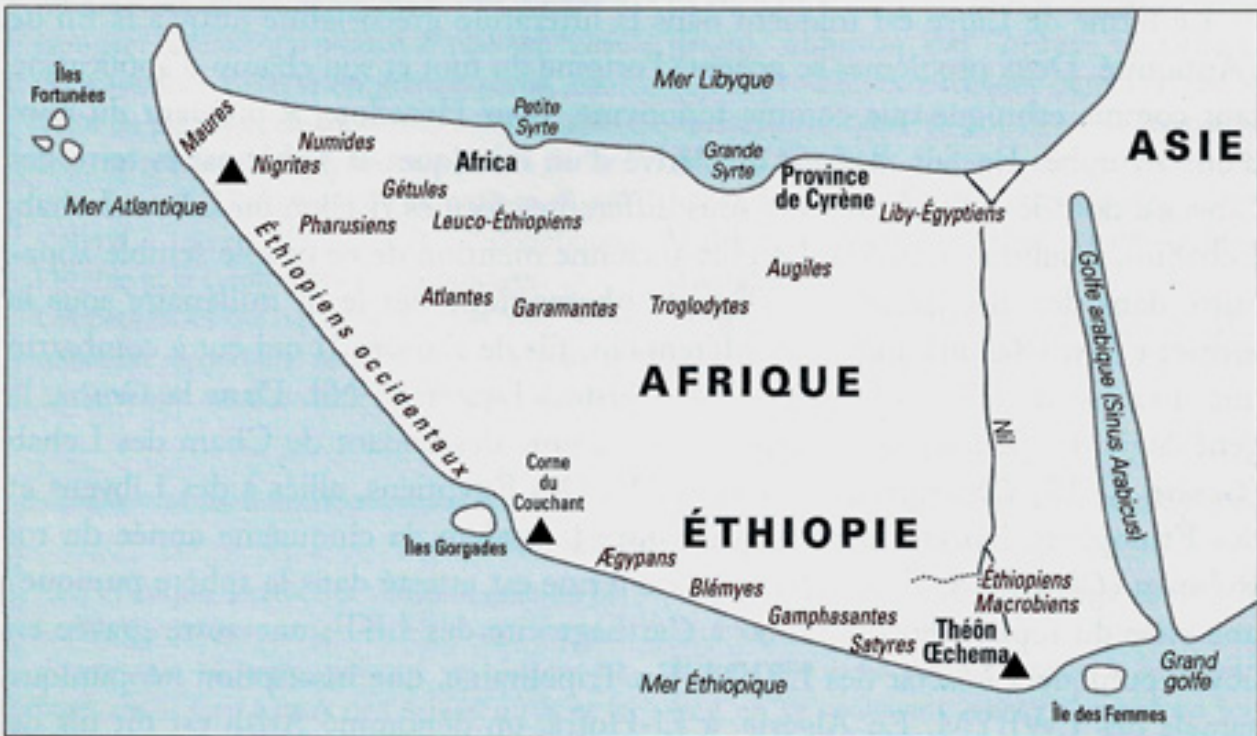 Îles
Fortunées
Mer Libyque
ASIE
Maures
Numides
Nigrites
Petite
Syrte
Africa
Grande
Syrte
Province
de Cyrène
Liby-Égyptiens
Mer Atlantique
Gétules
Pharusiens
Leuco-Éthiopiens
Augiles
Atlantes
Garamantes
Troglodytes
Éthiopiens occidentaux
AFRIQUE
Nil
Golfe arabique (Sinus Arabicus)
Corne
du
Couchant
Îles Gorgades
ÉTHIOPIE
Ægypans
Blémyes
Gamphasantes
Satyres
Éthiopiens
Macrobiens
Théôn
Œchema
Mer Éthiopique
Grand
golfe
Île des Femmes